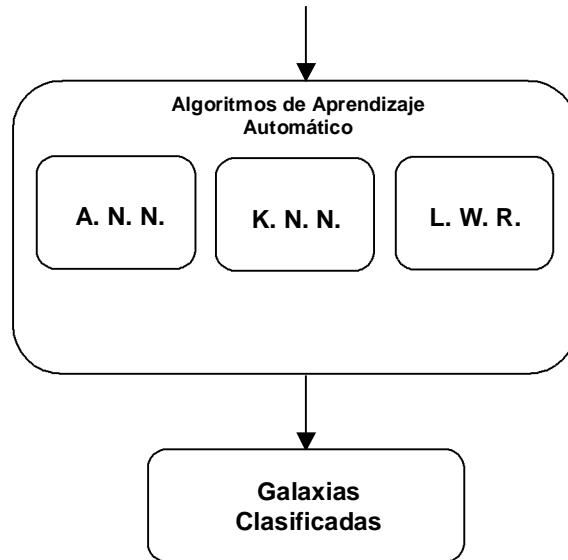 Algoritmos de Aprendizaje
Automático
A. N. N.
K. N. N.
L. W. R.
Galaxias
Clasificadas